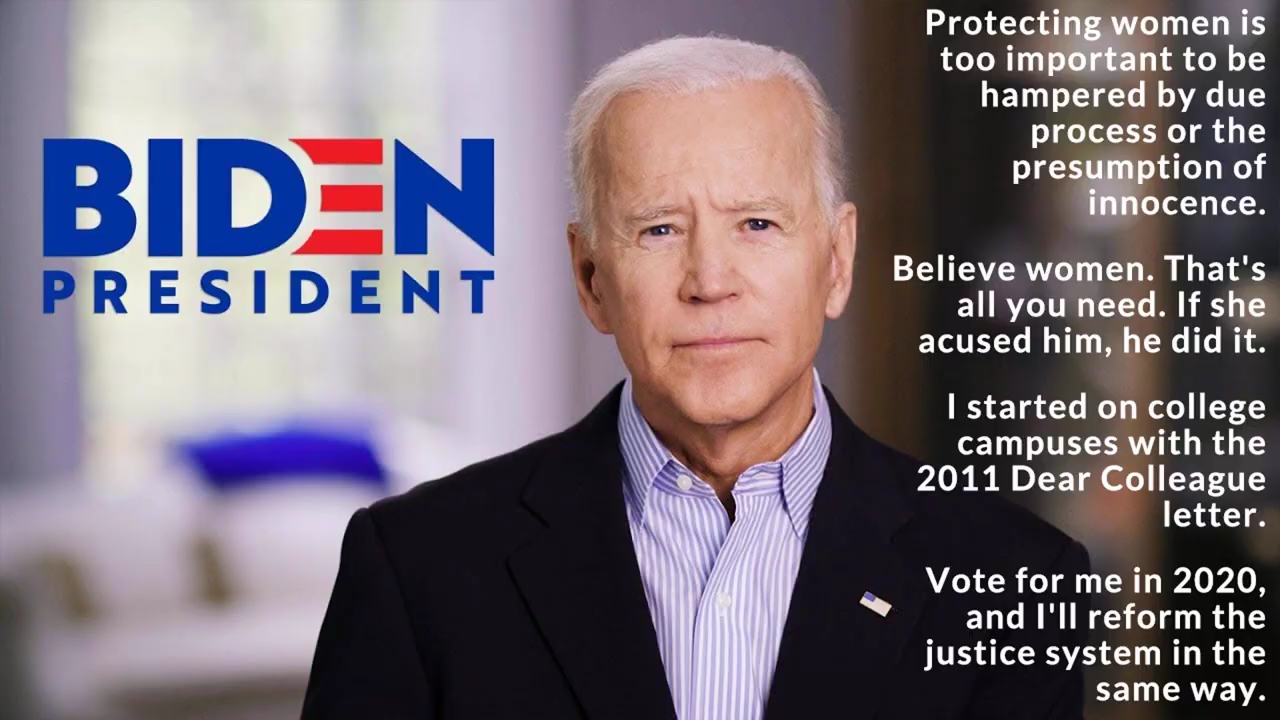 BIDEN
PRESIDENT
Protecting women is
too important to be
hampered by due
process or the
presumption of
innocence.
Believe women. That's
all you need. If she
acused him, he did it.
I started on college
campuses with the
2011 Dear Colleague
letter.
Vote for me in 2020,
and I'll reform the
justice system in the
same way.